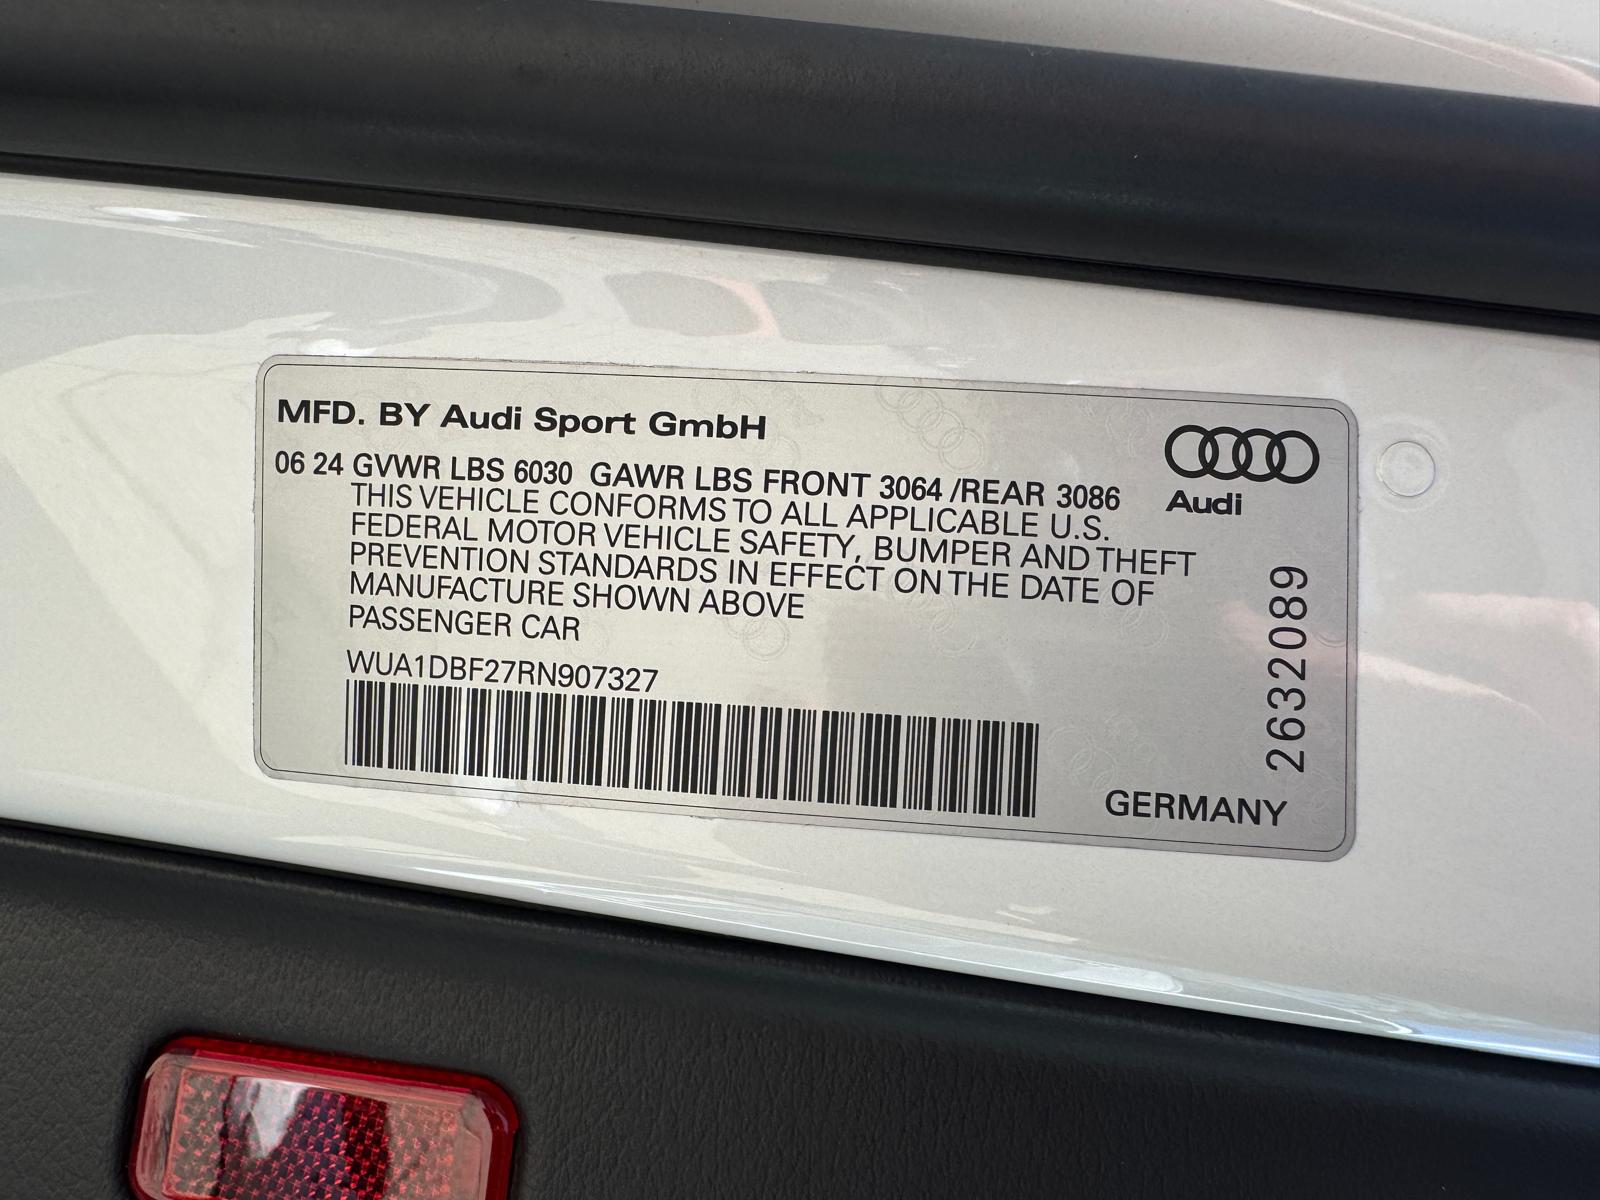 MFD. BY Audi Sport GmbH
06 24 GVWR LBS 6030 GAWR LBS FRONT 3064 /REAR 3086
THIS VEHICLE CONFORMS TO ALL APPLICABLE U.S.
FEDERAL MOTOR VEHICLE SAFETY, BUMPER AND THEFT
PREVENTION STANDARDS IN EFFECT ON THE DATE OF
MANUFACTURE SHOWN ABOVE
PASSENGER CAR
WUA1DBF27RN907327
Audi
2632089
GERMANY